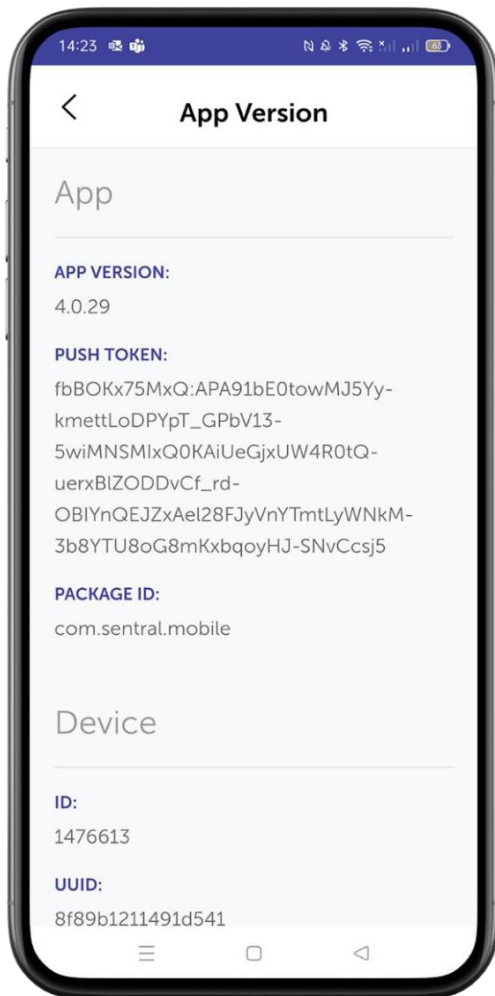 14:23
63
App Version
App
APP VERSION:
4.0.29
PUSH TOKEN:
fbBOKx75MxQ:APA91bE0towMJ5Yy-
kmettLoDPYpT_GPbV13-
5wiMNSMIxQ0KAiUeGjxUW4R0tQ-
uerxBlZODDvCf_rd-
OBIYnQEJZxAel28FJyVnYTmtLyWNkM-
3b8YTU8oG8mKxbqoyHJ-SNvCcsj5
PACKAGE ID:
com.sentral.mobile
Device
ID:
1476613
UUID:
8f89b1211491d541